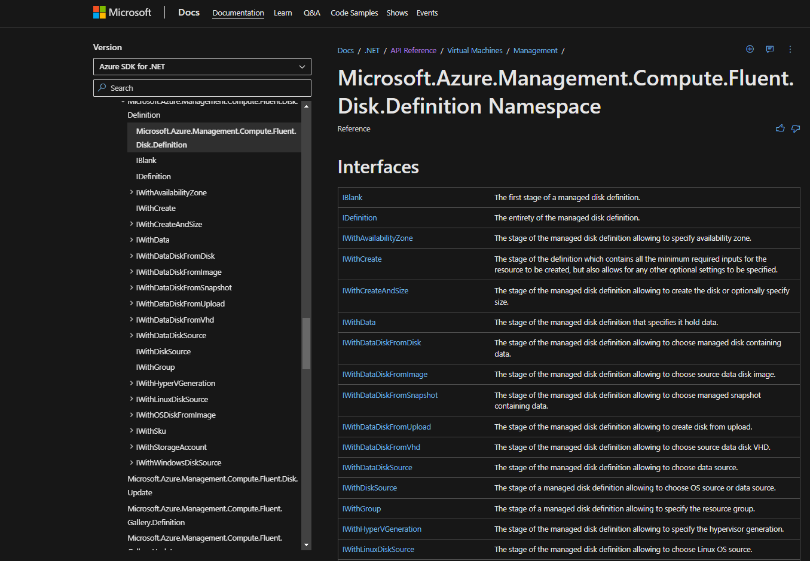 Microsoft
Docs Documentation Learn Q&A Code Samples Shows Events
Version
Azure SDK for .NET
Search
Microsoft.Azure.Management.Compute.Fluent.Disk.
Definition
Microsoft.Azure.Management.Compute.Fluent.
Disk.Definition
IBlank
IDefinition
IWithAvailabilityZone
IWithCreate
IWithCreateAndSize
IWithData
IWithDataDiskFromDisk
IWithDataDiskFromImage
IWithDataDiskFromSnapshot
IWithDataDiskFromUpload
IWithDataDiskFromVhd
IWithDataDiskSource
IWithDiskSource
IWithGroup
IWithHyperVGeneration
IWithLinuxDiskSource
IWithOSDiskFromImage
IWithSku
IWithStorageAccount
IWithWindowsDiskSource
Microsoft.Azure.Management.Compute.Fluent.Disk.
Update
Microsoft.Azure.Management.Compute.Fluent.
Gallery.Definition
Microsoft.Azure.Management.Compute.Fluent.
Docs / .NET / API Reference / Virtual Machines / Management /
Microsoft.Azure.Management.Compute.Fluent.
Disk.Definition Namespace
Reference
Interfaces
IBlank The first stage of a managed disk definition.
IDefinition The entirety of the managed disk definition.
IWithAvailabilityZone The stage of the managed disk definition allowing to specify availability zone.
IWithCreate The stage of the definition which contains all the minimum required inputs for the
resource to be created, but also allows for any other optional settings to be specified.
IWithCreateAndSize The stage of the managed disk definition allowing to create the disk or optionally specify
size.
IWithData The stage of the managed disk definition that specifies it hold data.
IWithDataDiskFromDisk The stage of the managed disk definition allowing to choose managed disk containing
data.
IWithDataDiskFromImage The stage of the managed disk definition allowing to choose source data disk image.
IWithDataDiskFromSnapshot The stage of the managed disk definition allowing to choose managed snapshot
containing data.
IWithDataDiskFromUpload The stage of the managed disk definition allowing to create disk from upload.
IWithDataDiskFromVhd The stage of the managed disk definition allowing to choose source data disk VHD.
IWithDataDiskSource The stage of the managed disk definition allowing to choose data source.
IWithDiskSource The stage of a managed disk definition allowing to choose OS source or data source.
IWithGroup The stage of a managed disk definition allowing to specify the resource group.
IWithHyperVGeneration The stage of the managed disk definition allowing to specify the hypervisor generation.
IWithLinuxDiskSource The stage of the managed disk definition allowing to choose Linux OS source.